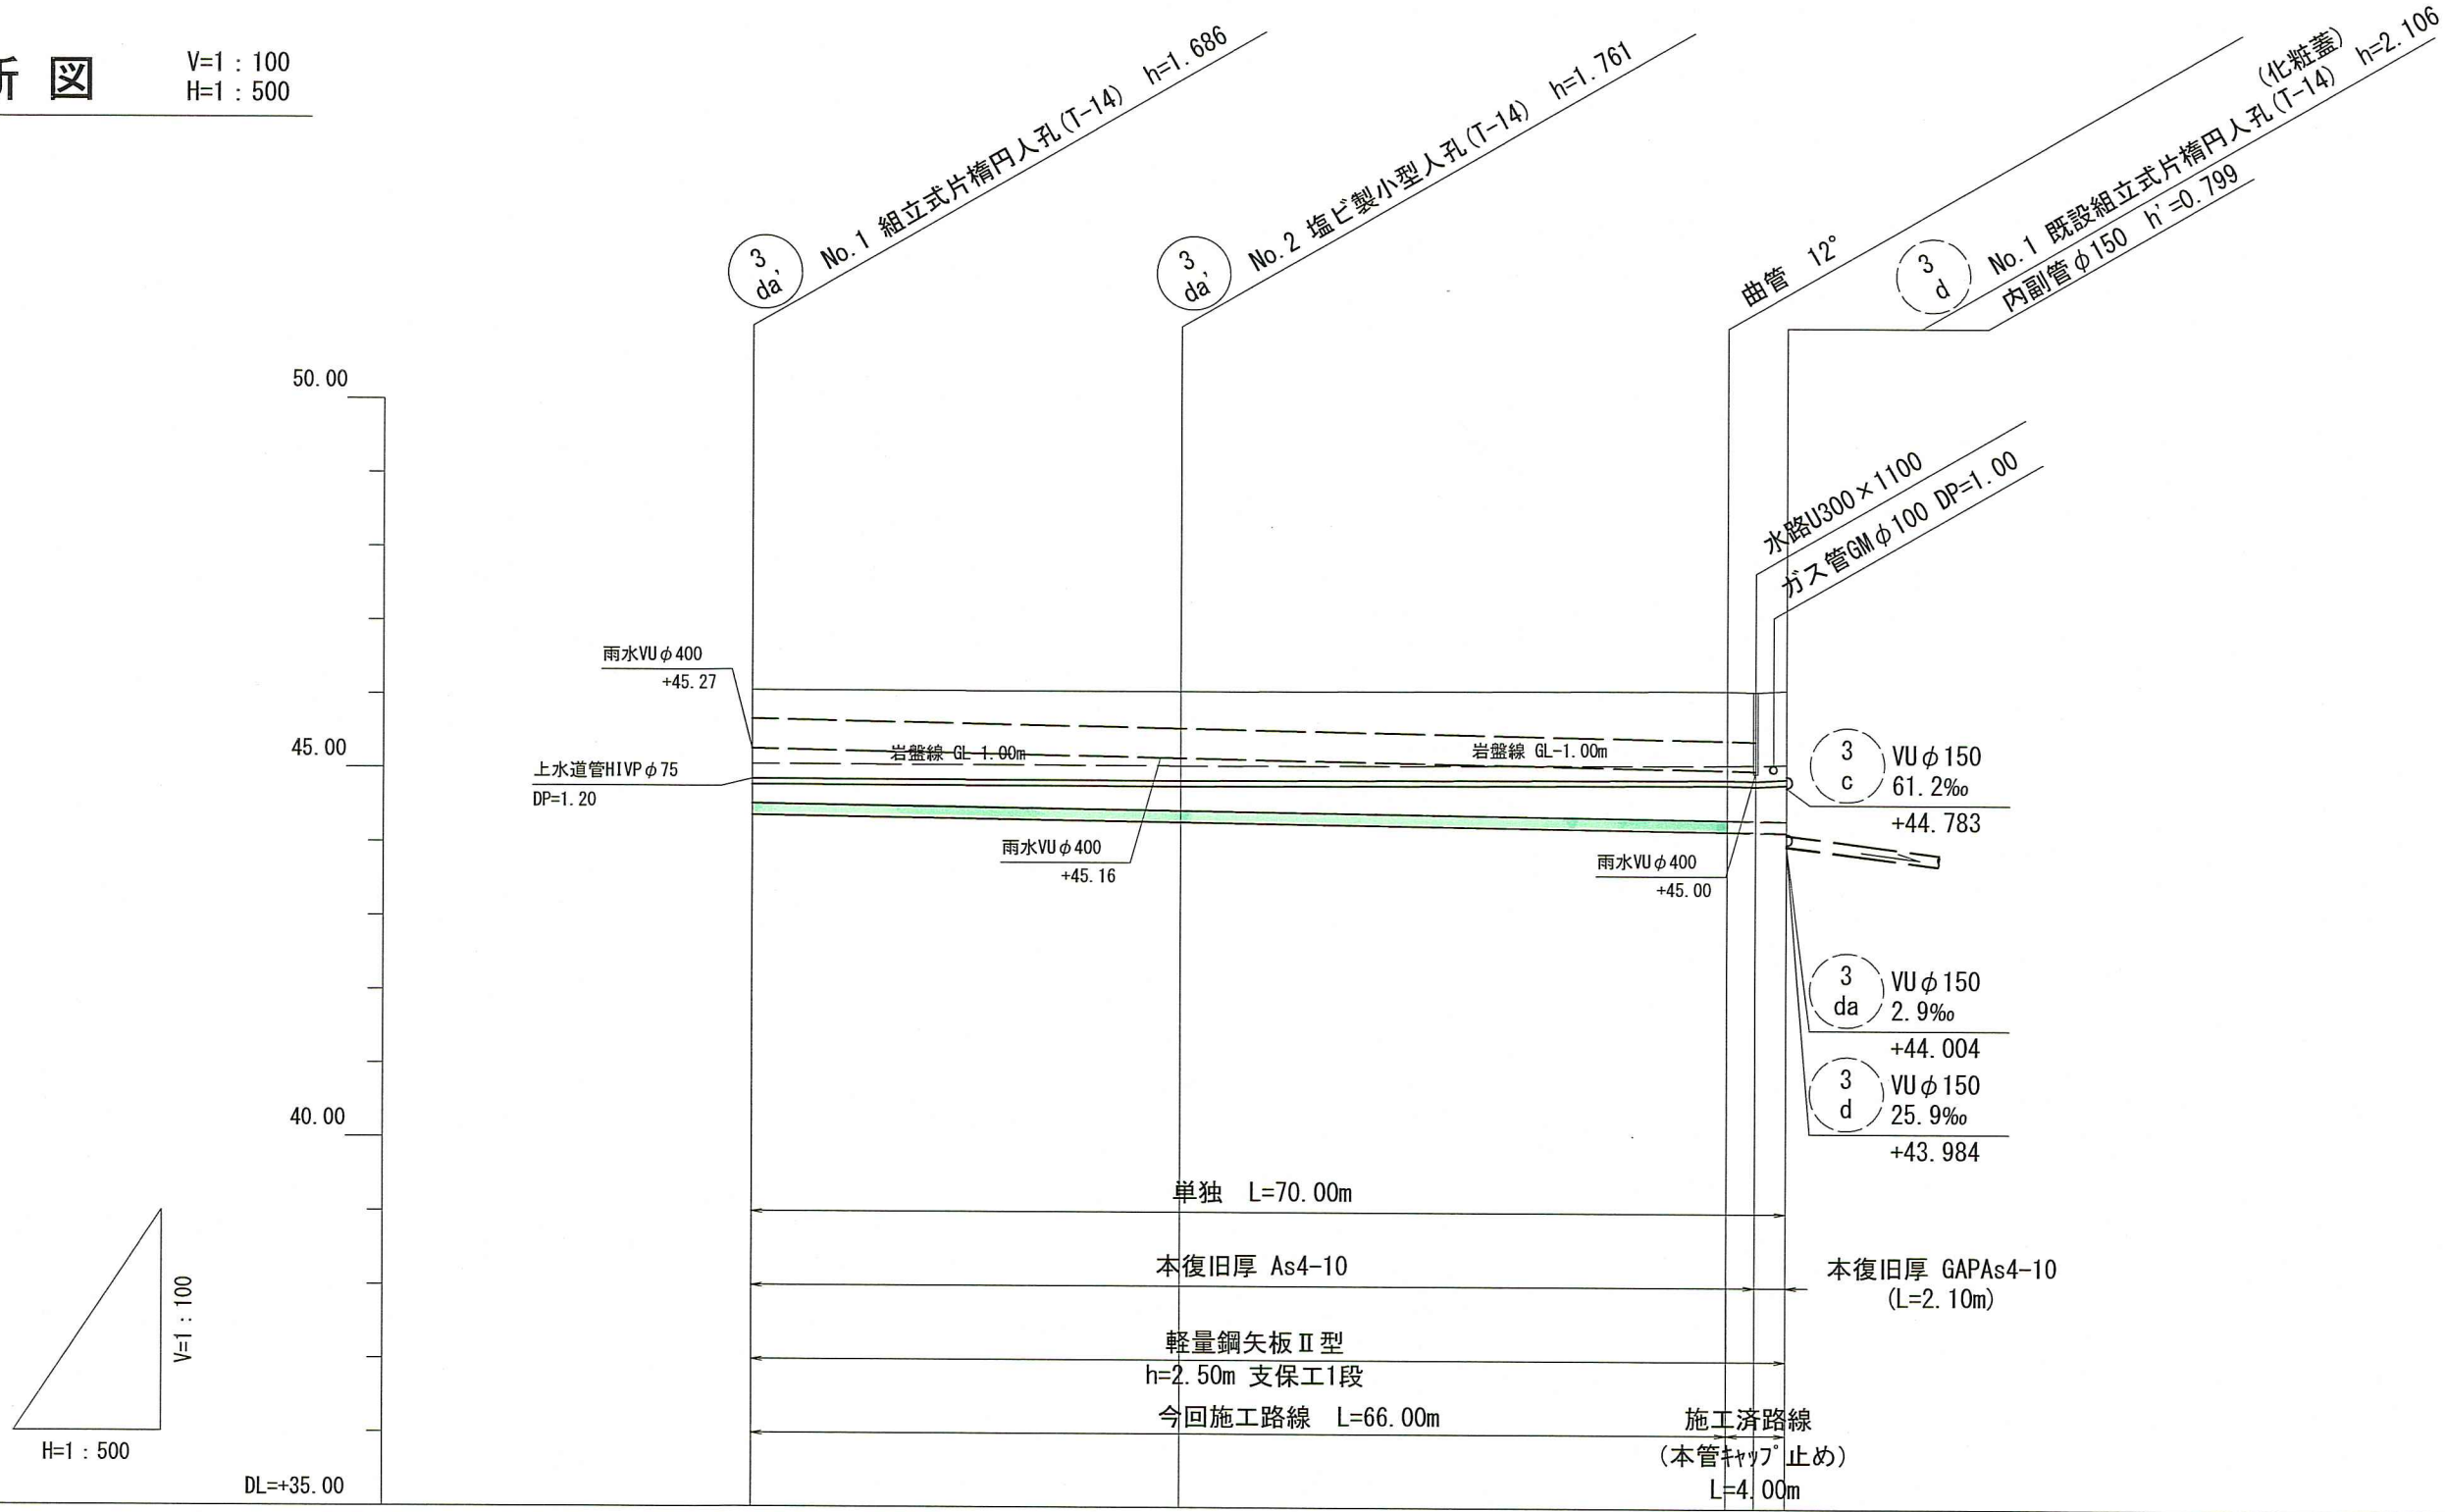 図
V=1 : 100
H=1 : 500
3
da'
No.1 組立式片楕円人孔(T-14) h=1.686
3
da'
No.2 塩ビ製小型人孔(T-14) h=1.761
曲管 12°
3
d
(化粧蓋)
No.1 既設組立式片楕円人孔(T-14) h=2.106
内副管φ150 h'=0.799
水路U300×1100
ガス管GMφ100 DP=1.00
50.00
45.00
40.00
DL=+35.00
雨水VUφ400
+45.27
上水道管HIVPφ75
DP=1.20
岩盤線 GL-1.00m
岩盤線 GL-1.00m
雨水VUφ400
+45.16
雨水VUφ400
+45.00
3
c
VUφ150
61.2‰
+44.783
3
da
VUφ150
2.9‰
+44.004
3
d
VUφ150
25.9‰
+43.984
単独 L=70.00m
本復旧厚 As4-10
本復旧厚 GAPAs4-10
(L=2.10m)
軽量鋼矢板Ⅱ型
h=2.50m 支保工1段
今回施工路線 L=66.00m
施工済路線
(本管ｷｬｯﾌﾟ止め)
L=4.00m
V=1 : 100
H=1 : 500